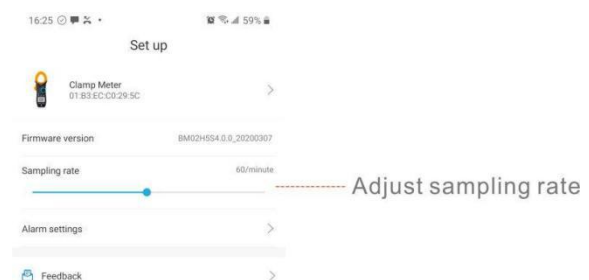 16:25
59%
Set up
Clamp Meter
01:B3:EC:C0:29:5C
Firmware version BM02H5S4.0.0_20200307
Sampling rate 60/minute
Adjust sampling rate
Alarm settings
Feedback